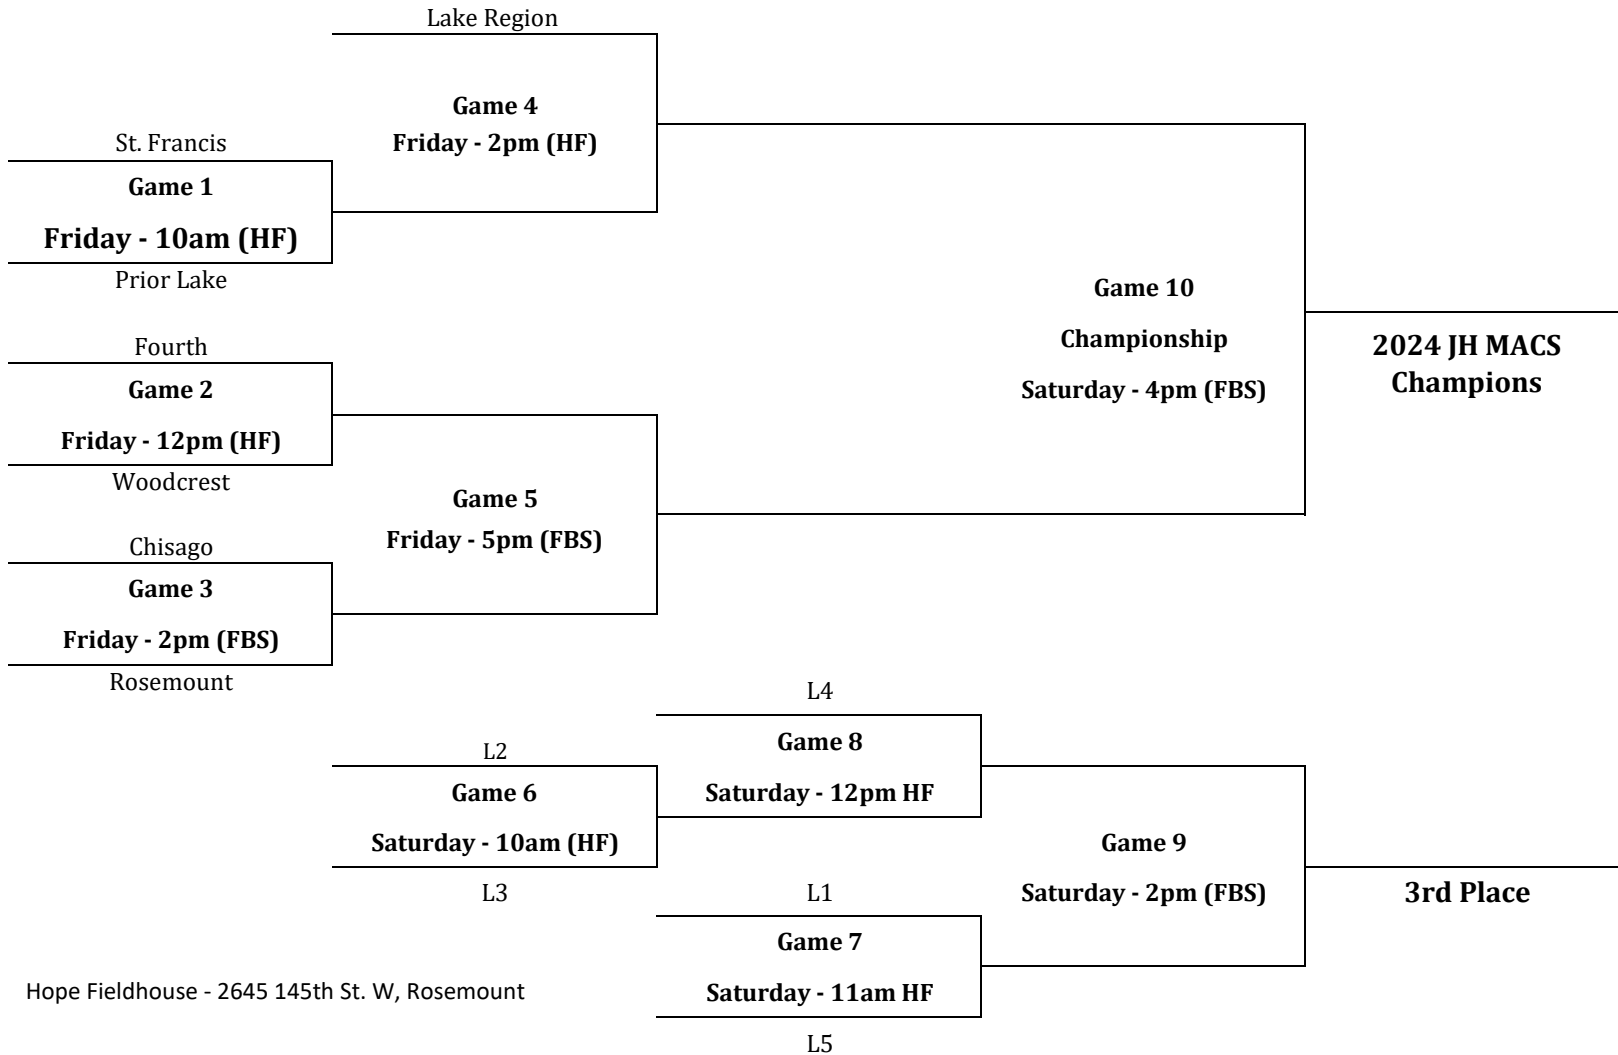 Lake Region
Game 4
Friday - 2pm (HF)
St. Francis
Game 1
Friday - 10am (HF)
Prior Lake
Fourth
Game 2
Friday - 12pm (HF)
Woodcrest
Game 5
Friday - 5pm (FBS)
Chisago
Game 3
Friday - 2pm (FBS)
Rosemount
Game 10
Championship
Saturday - 4pm (FBS)
2024 JH MACS
Champions
L2
Game 6
Saturday - 10am (HF)
L3
L4
Game 8
Saturday - 12pm HF
L1
Game 7
Saturday - 11am HF
L5
Game 9
Saturday - 2pm (FBS)
3rd Place
Hope Fieldhouse - 2645 145th St. W, Rosemount